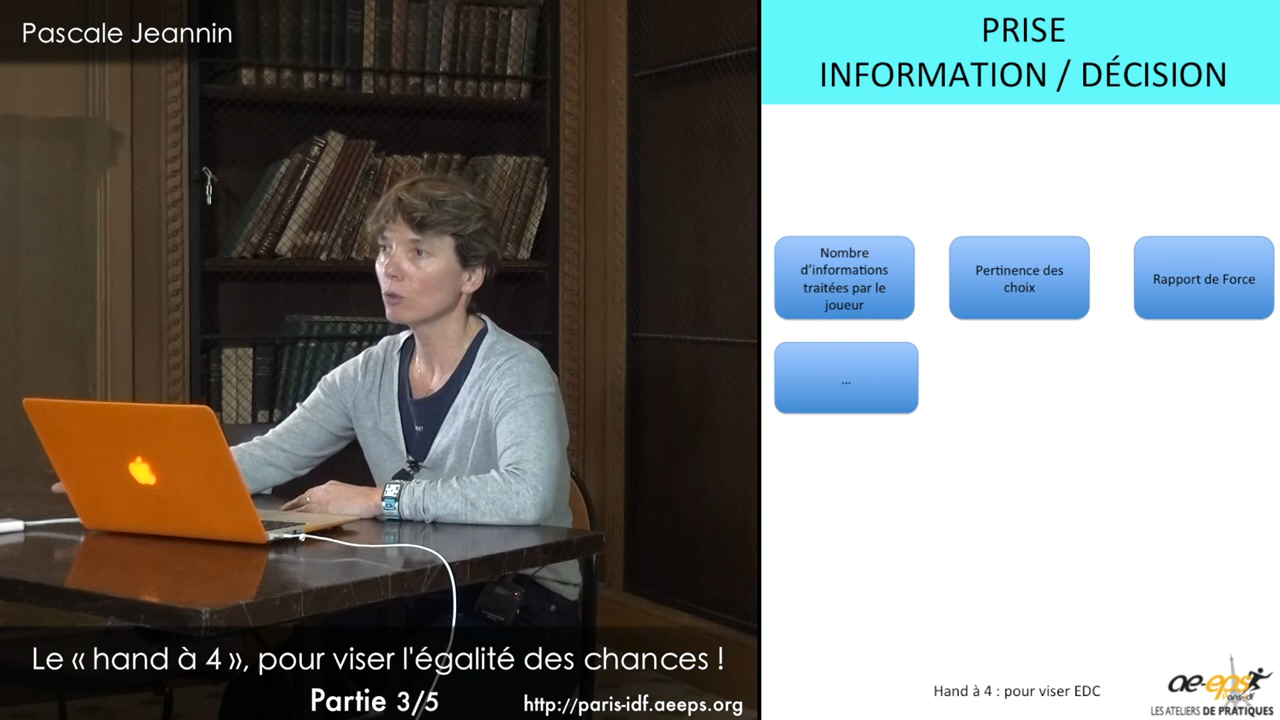 Pascale Jeannin
Le « hand à 4 », pour viser l'égalité des chances !
Partie 3/5
http://paris-idf.aeeps.org
PRISE
INFORMATION / DÉCISION
Nombre
d'informations
traitées par le
joueur
Pertinence des
choix
Rapport de Force
...
Hand à 4 : pour viser EDC
ae-eps
Paris-idf
LES ATELIERS DE PRATIQUES